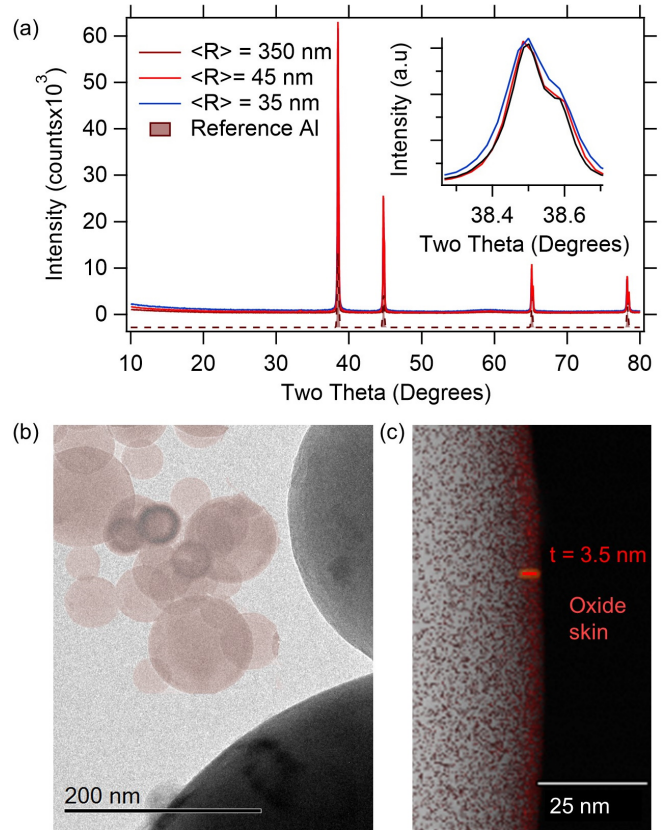 (a)
60
50
40
30
20
10
0
Intensity (countsx10³)
<R> = 350 nm
<R>= 45 nm
<R> = 35 nm
Reference Al
Intensity (a.u)
38.4 38.6
Two Theta (Degrees)
10 20 30 40 50 60 70 80
Two Theta (Degrees)
(b)
200 nm
(c)
t = 3.5 nm
Oxide
skin
25 nm